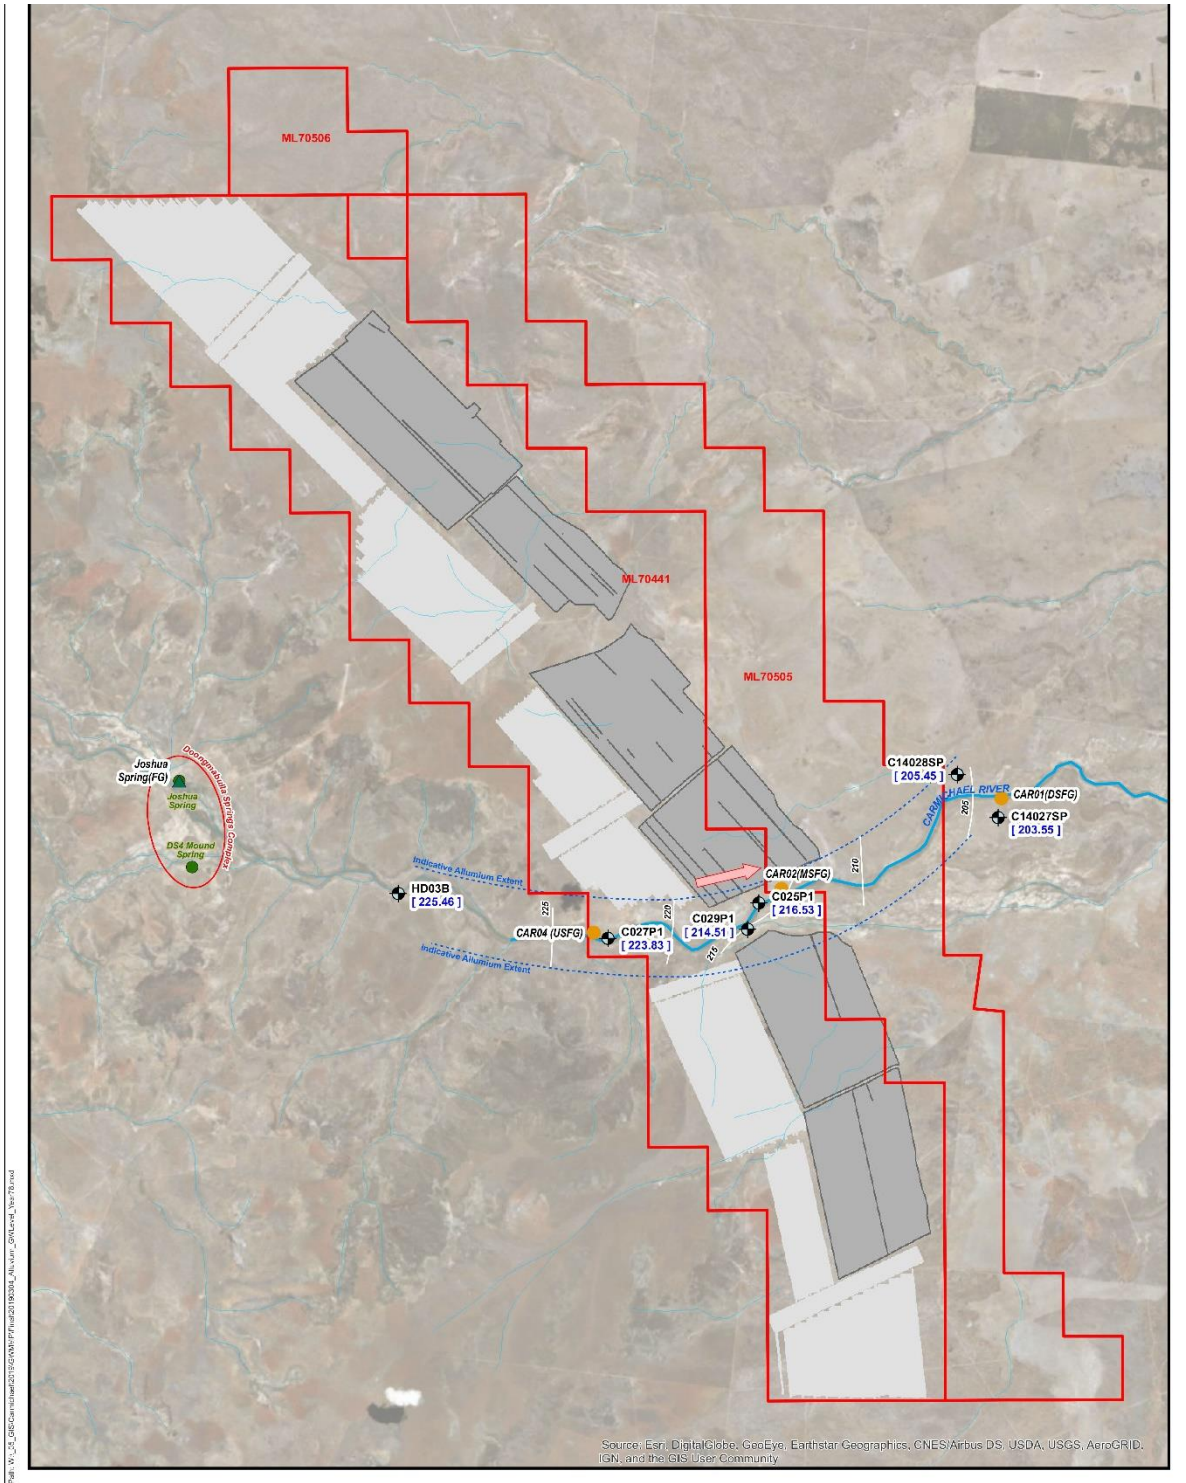 ML70506
ML70441
ML70505
C14028SP
[ 205.45 ]
CARMICHAEL RIVER
205
CAR01(DSFG)
C14027SP
[ 203.55 ]
Joshua
Spring(FG)
Joshua
Spring
DS4 Mound
Spring
Doongmabulla Springs Complex
Indicative Allumium Extent
HD03B
[ 225.46 ]
210
CAR02(MSFG)
C025P1
[ 216.53 ]
225
220
C029P1
[ 214.51 ]
CAR04 (USFG)
C027P1
[ 223.83 ]
215
Indicative Allumium Extent
Source: Esri, DigitalGlobe, GeoEye, Earthstar Geographics, CNES/Airbus DS, USDA, USGS, AeroGRID,
IGN, and the GIS User Community